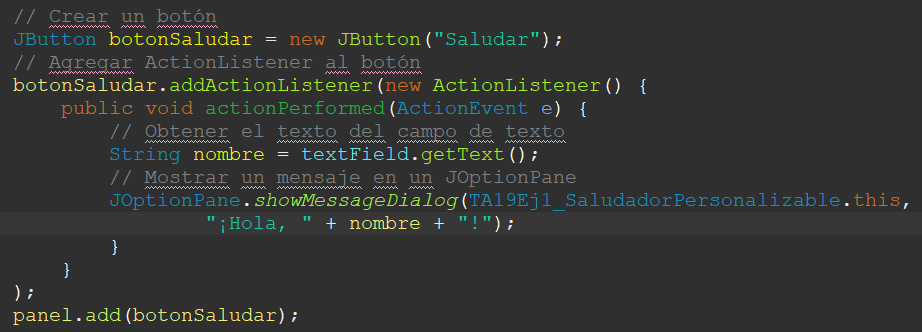 // Crear un botón
JButton botonSaludar = new JButton("Saludar");
// Agregar ActionListener al botón
botonSaludar.addActionListener(new ActionListener() {
    public void actionPerformed(ActionEvent e) {
        // Obtener el texto del campo de texto
        String nombre = textField.getText();
        // Mostrar un mensaje en un JOptionPane
        JOptionPane.showMessageDialog(TA19Ej1_SaludadorPersonalizable.this,
                "¡Hola, " + nombre + "!");
        }
    }
);
panel.add(botonSaludar);